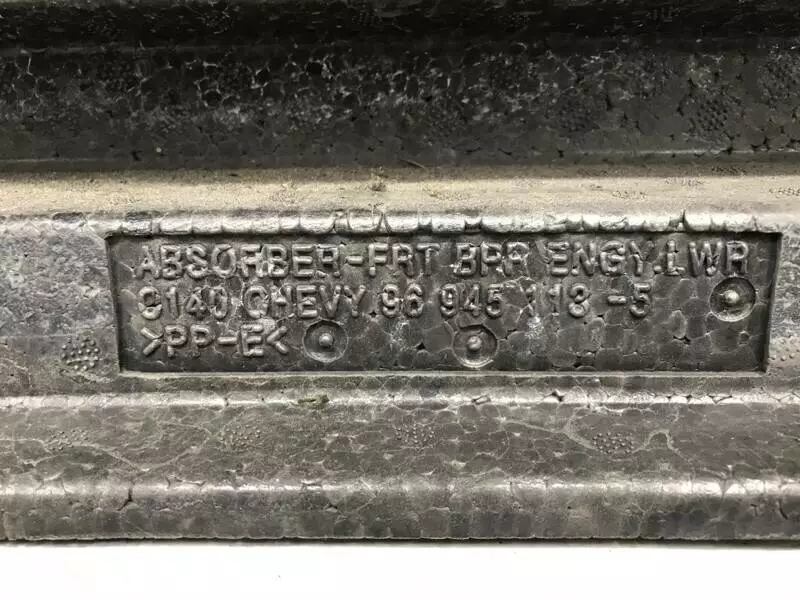 ABSORBER-FRT BPR ENGY.LWR
C140 CHEVY 96 945 118 -5
>PP-E<